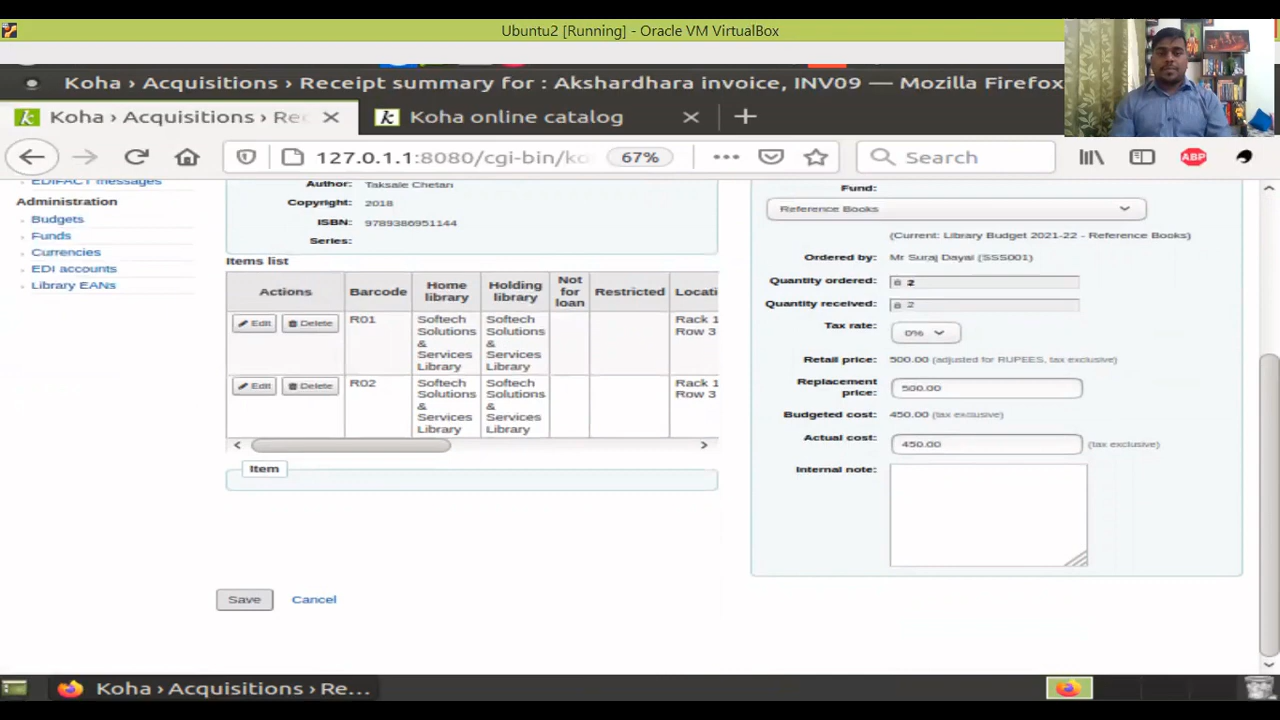 Ubuntu2 [Running] - Oracle VM VirtualBox
Koha › Acquisitions › Receipt summary for : Akshardhara invoice, INV09 — Mozilla Firefox
Koha › Acquisitions › Rec
Koha online catalog
127.0.1.1:8080/cgi-bin/ko
67%
Search
ABP
EDIFACT messages
Administration
Budgets
Funds
Currencies
EDI accounts
Library EANs
Author: Taksale Chetan
Copyright: 2018
ISBN: 9789386951144
Series:
Items list
Actions Barcode Home library Holding library Not for loan Restricted Locati
Edit Delete R01 Softech Solutions & Services Library Softech Solutions & Services Library Rack 1 Row 3
Edit Delete R02 Softech Solutions & Services Library Softech Solutions & Services Library Rack 1 Row 3
Item
Save Cancel
Fund:
Reference Books
(Current: Library Budget 2021-22 - Reference Books)
Ordered by: Mr Suraj Dayal (SSS001)
Quantity ordered: 2
Quantity received: 2
Tax rate: 0%
Retail price: 500.00 (adjusted for RUPEES, tax exclusive)
Replacement price: 500.00
Budgeted cost: 450.00 (tax exclusive)
Actual cost: 450.00 (tax exclusive)
Internal note:
Koha › Acquisitions › Re...